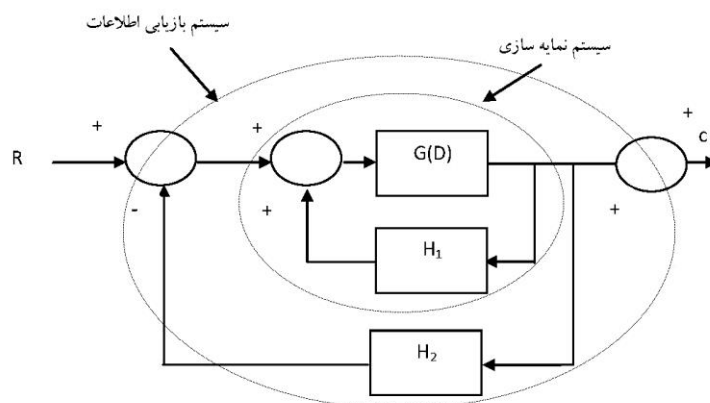 سیستم بازیابی اطلاعات
سیستم نمایه سازی
+
+
+
R
G(D)
c
-
+
+
H₁
H₂